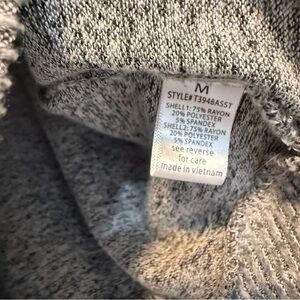 M
STYLE#T3948ASST
SHELL1: 75% RAYON
20% POLYESTER
5% SPANDEX
SHELL2: 75% RAYON
20% POLYESTER
5% SPANDEX
see reverse
for care
made in vietnam